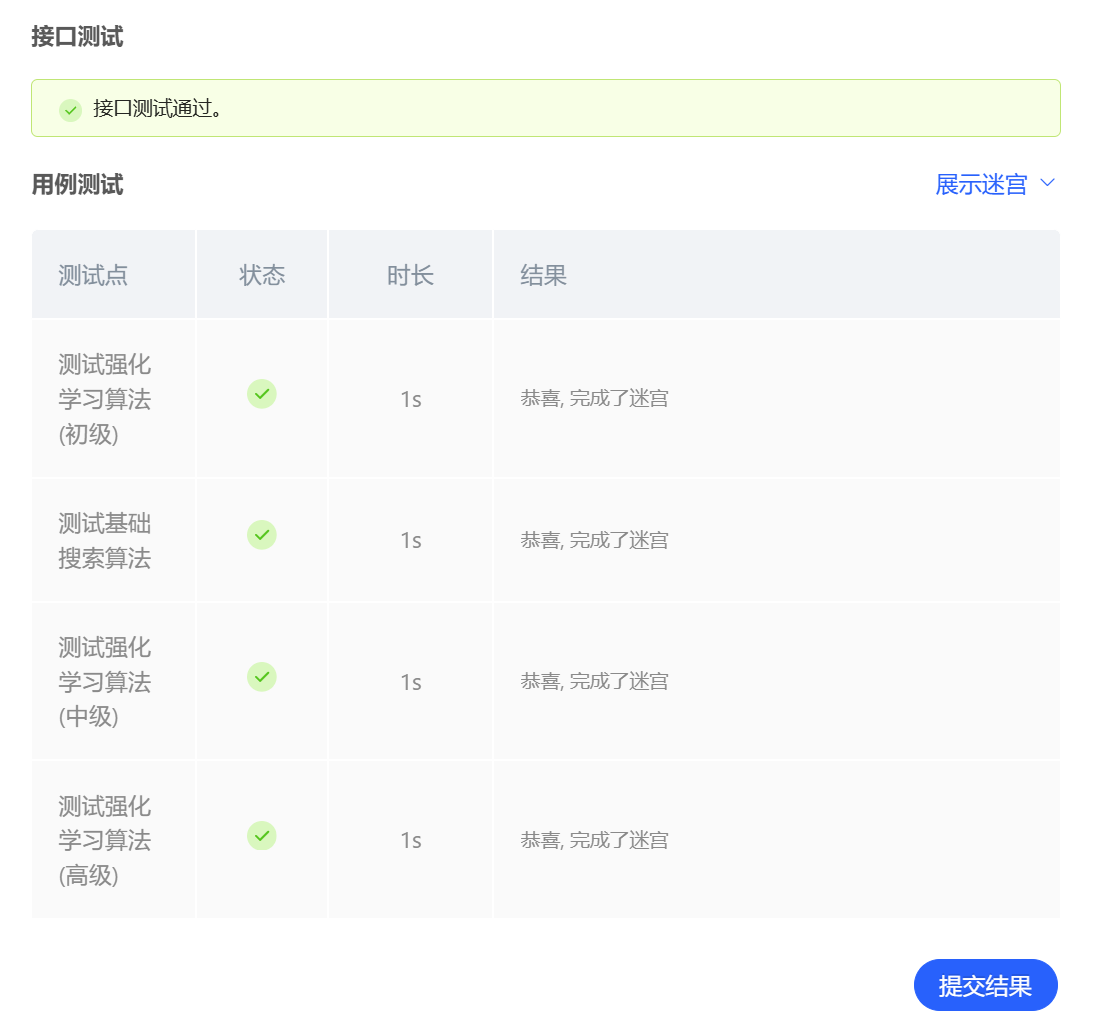 接口测试
接口测试通过。
用例测试
展示迷宫
测试点
状态
时长
结果
测试强化
学习算法
(初级)
1s
恭喜, 完成了迷宫
测试基础
搜索算法
1s
恭喜, 完成了迷宫
测试强化
学习算法
(中级)
1s
恭喜, 完成了迷宫
测试强化
学习算法
(高级)
1s
恭喜, 完成了迷宫
提交结果